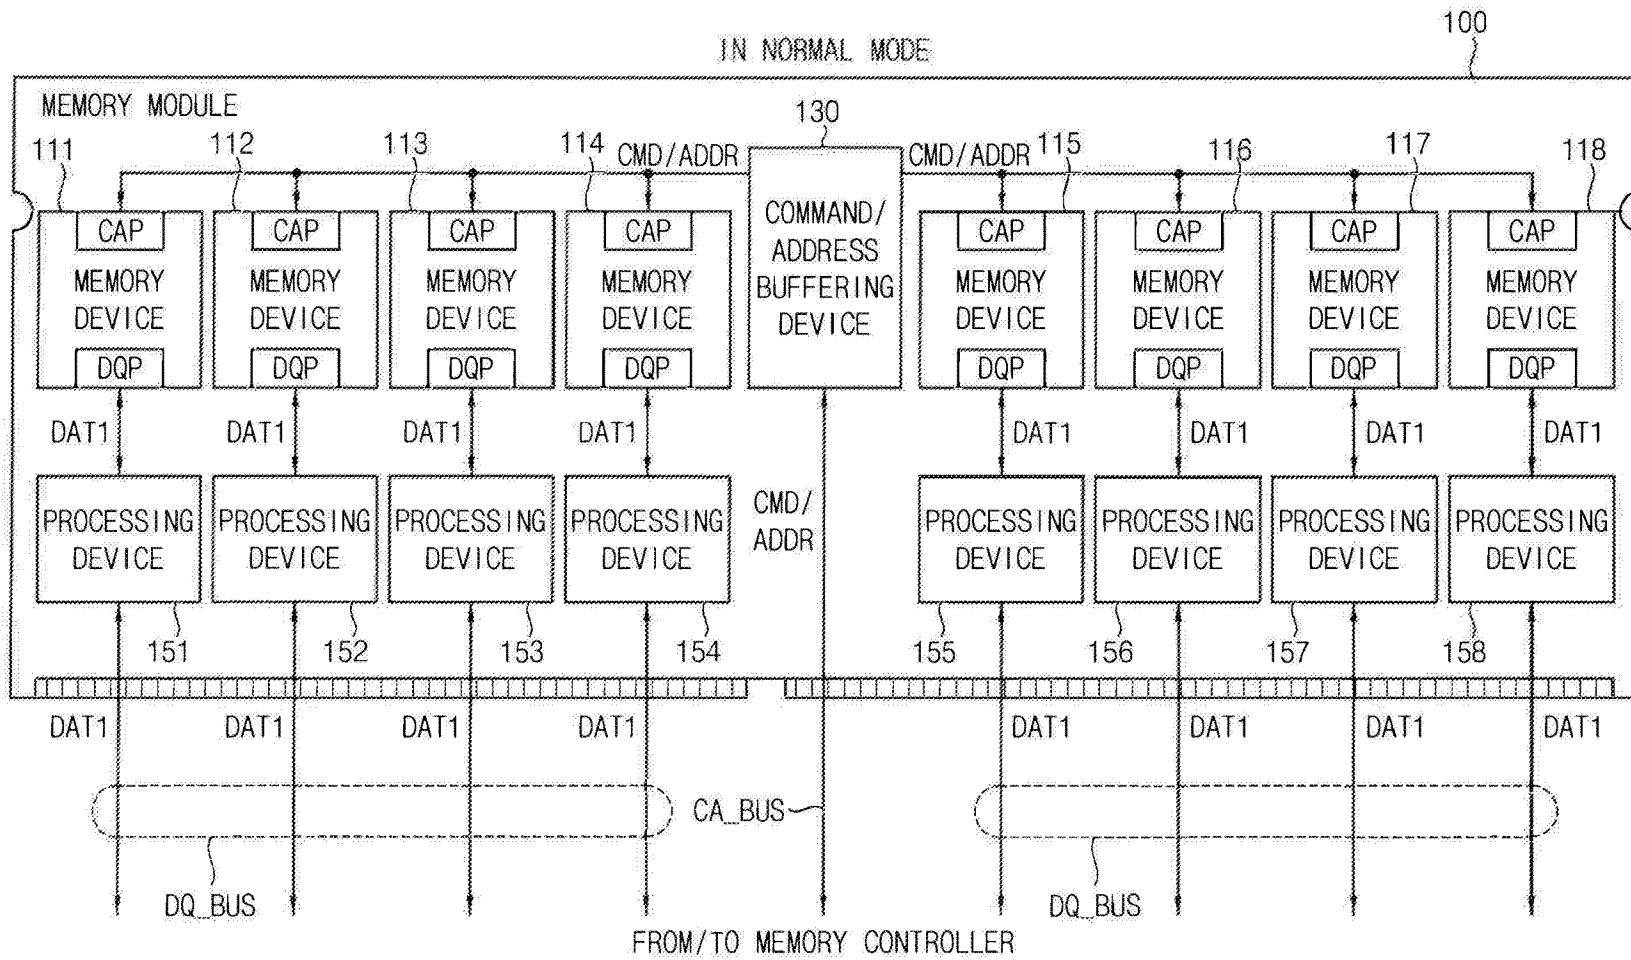 100
IN NORMAL MODE
MEMORY MODULE
130
111
112
113
114
CMD/ADDR
CMD/ADDR
115
116
117
118
CAP
CAP
CAP
CAP
CAP
CAP
CAP
CAP
MEMORY
DEVICE
MEMORY
DEVICE
MEMORY
DEVICE
MEMORY
DEVICE
COMMAND/
ADDRESS
BUFFERING
DEVICE
MEMORY
DEVICE
MEMORY
DEVICE
MEMORY
DEVICE
MEMORY
DEVICE
DQP
DQP
DQP
DQP
DQP
DQP
DQP
DQP
DAT1
DAT1
DAT1
DAT1
DAT1
DAT1
DAT1
DAT1
PROCESSING
DEVICE
PROCESSING
DEVICE
PROCESSING
DEVICE
PROCESSING
DEVICE
CMD/
ADDR
PROCESSING
DEVICE
PROCESSING
DEVICE
PROCESSING
DEVICE
PROCESSING
DEVICE
151
152
153
154
155
156
157
158
DAT1
DAT1
DAT1
DAT1
DAT1
DAT1
DAT1
DAT1
CA_BUS
DQ_BUS
DQ_BUS
FROM/TO MEMORY CONTROLLER